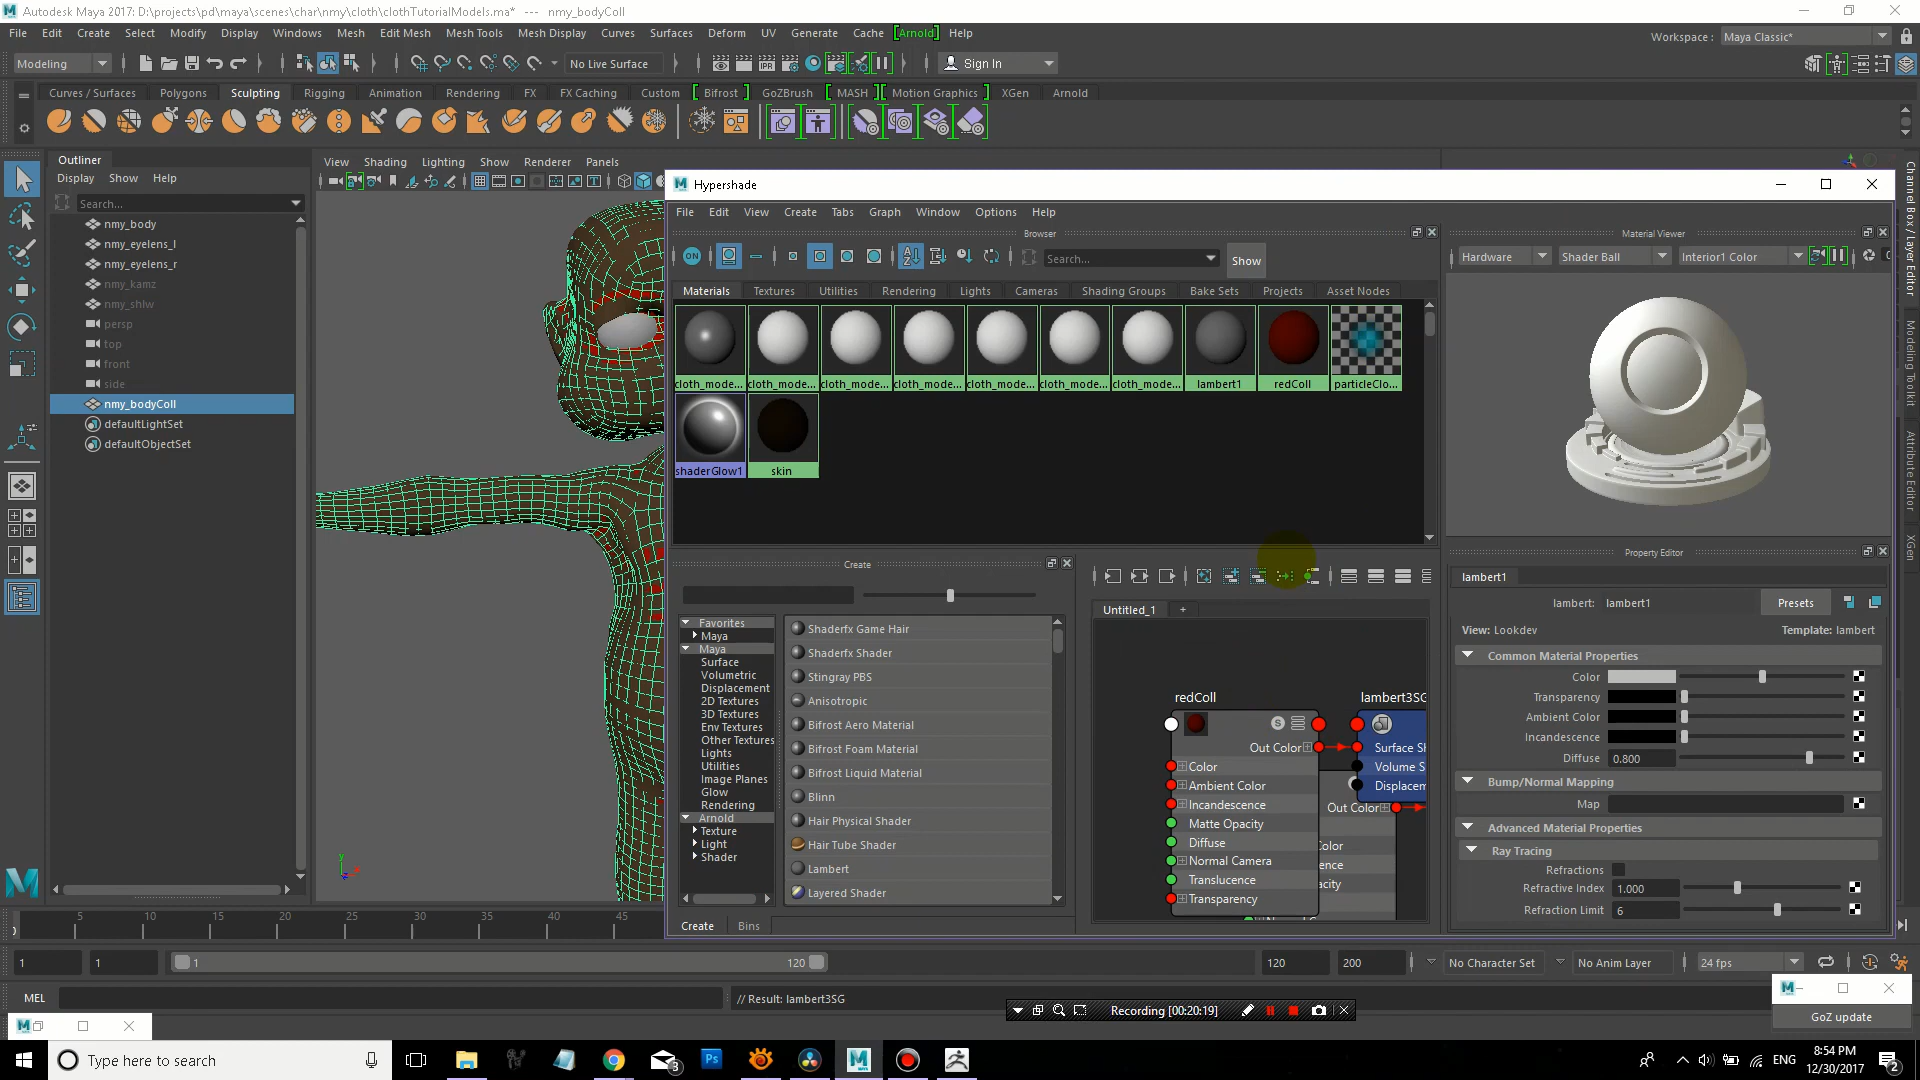 Autodesk Maya 2017: D:\projects\pd\maya\scenes\char\nmy\cloth\clothTutorialModels.ma* --- nmy_bodyColl
File Edit Create Select Modify Display Windows Mesh Edit Mesh Mesh Tools Mesh Display Curves Surfaces Deform UV Generate Cache [Arnold] Help
Workspace : Maya Classic*
Modeling No Live Surface Sign In
Curves / Surfaces Polygons Sculpting Rigging Animation Rendering FX FX Caching Custom Bifrost GoZBrush MASH Motion Graphics XGen Arnold
Outliner
Display Show Help
Search...
nmy_body
nmy_eyelens_l
nmy_eyelens_r
nmy_kamz
nmy_shlw
persp
top
front
side
nmy_bodyColl
defaultLightSet
defaultObjectSet
View Shading Lighting Show Renderer Panels
Hypershade
File Edit View Create Tabs Graph Window Options Help
Browser
ON Search... Show
Materials Textures Utilities Rendering Lights Cameras Shading Groups Bake Sets Projects Asset Nodes
cloth_mode... cloth_mode... cloth_mode... cloth_mode... cloth_mode... cloth_mode... cloth_mode... lambert1 redColl particleClo...
shaderGlow1 skin
Material Viewer
Hardware Shader Ball Interior1 Color
Create
Favorites
Maya
Maya
Surface
Volumetric
Displacement
2D Textures
3D Textures
Env Textures
Other Textures
Lights
Utilities
Image Planes
Glow
Rendering
Arnold
Texture
Light
Shader
Shaderfx Game Hair
Shaderfx Shader
Stingray PBS
Anisotropic
Bifrost Aero Material
Bifrost Foam Material
Bifrost Liquid Material
Blinn
Hair Physical Shader
Hair Tube Shader
Lambert
Layered Shader
Create Bins
Untitled_1 +
redColl
S
Out Color
Color
Ambient Color
Incandescence
Matte Opacity
Diffuse
Normal Camera
Translucence
Transparency
lambert3SG
Surface Sh
Volume S
Displacem
Out Color
Property Editor
lambert1
lambert: lambert1 Presets
View: Lookdev Template: lambert
Common Material Properties
Color
Transparency
Ambient Color
Incandescence
Diffuse 0.800
Bump/Normal Mapping
Map
Advanced Material Properties
Ray Tracing
Refractions
Refractive Index 1.000
Refraction Limit 6
Channel Box / Layer Editor
Modeling Toolkit
Attribute Editor
XGen
5 10 15 20 25 30 35 40 45
1 1 1 120 120 200 No Character Set No Anim Layer 24 fps
MEL // Result: lambert3SG
Recording [00:20:19]
GoZ update
Type here to search
3
Ps
ENG
8:54 PM
12/30/2017
2